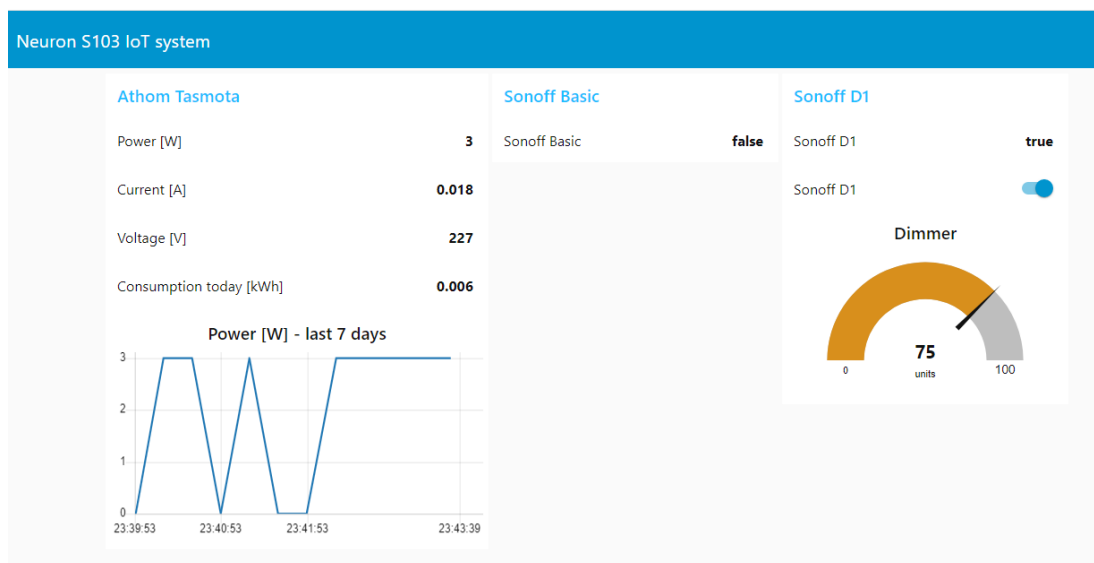 Neuron S103 IoT system
Athom Tasmota
Power [W] 3
Current [A] 0.018
Voltage [V] 227
Consumption today [kWh] 0.006
Power [W] - last 7 days
3
2
1
0
23:39:53 23:40:53 23:41:53 23:43:39
Sonoff Basic
Sonoff Basic false
Sonoff D1
Sonoff D1 true
Sonoff D1
Dimmer
75
units
0 100